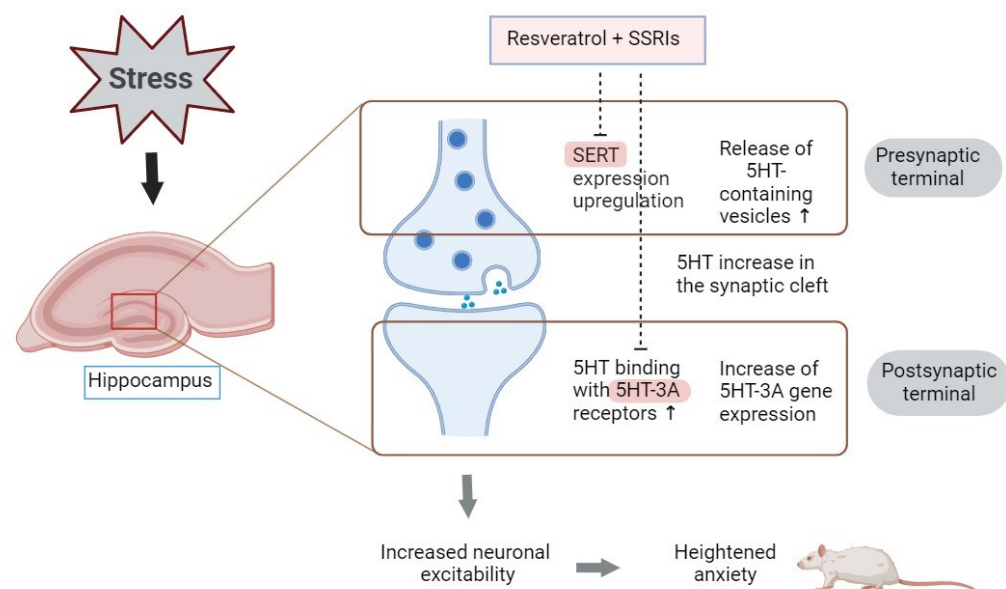 Stress
Resveratrol + SSRIs
SERT
expression
upregulation
Release of
5HT-
containing
vesicles ↑
Presynaptic
terminal
5HT increase in
the synaptic cleft
Hippocampus
5HT binding
with 5HT-3A
receptors ↑
Increase of
5HT-3A gene
expression
Postsynaptic
terminal
Increased neuronal
excitability
Heightened
anxiety